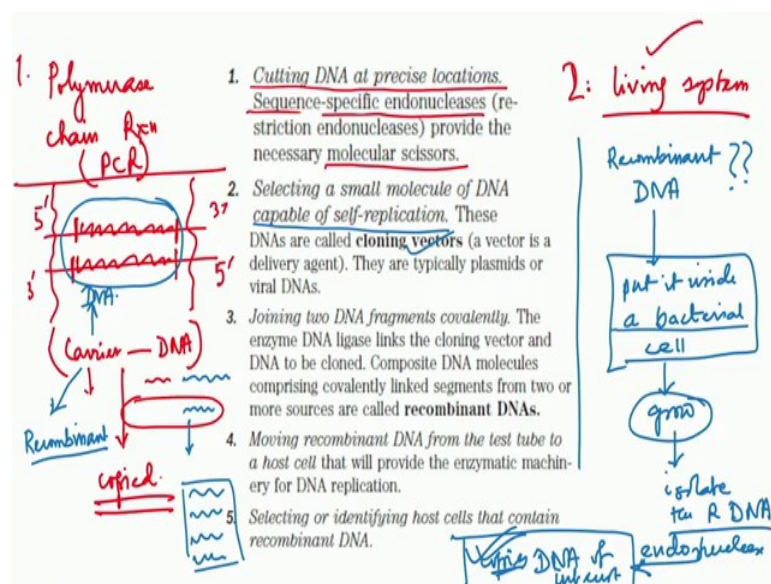 1. Polymerase
chain Rxn
(PCR)
5'
3'
3'
5'
DNA.
(Carrier — DNA)
Recombinant
copied.
1. Cutting DNA at precise locations.
Sequence-specific endonucleases (re-
striction endonucleases) provide the
necessary molecular scissors.
2. Selecting a small molecule of DNA
capable of self-replication. These
DNAs are called cloning vectors (a vector is a
delivery agent). They are typically plasmids or
viral DNAs.
3. Joining two DNA fragments covalently. The
enzyme DNA ligase links the cloning vector and
DNA to be cloned. Composite DNA molecules
comprising covalently linked segments from two or
more sources are called recombinant DNAs.
4. Moving recombinant DNA from the test tube to
a host cell that will provide the enzymatic machin-
ery for DNA replication.
5. Selecting or identifying host cells that contain
recombinant DNA.
2: living system
Recombinant ??
DNA
put it inside
a bacterial
cell
grow
isolate
the R DNA
endonuclease
DNA of
interest